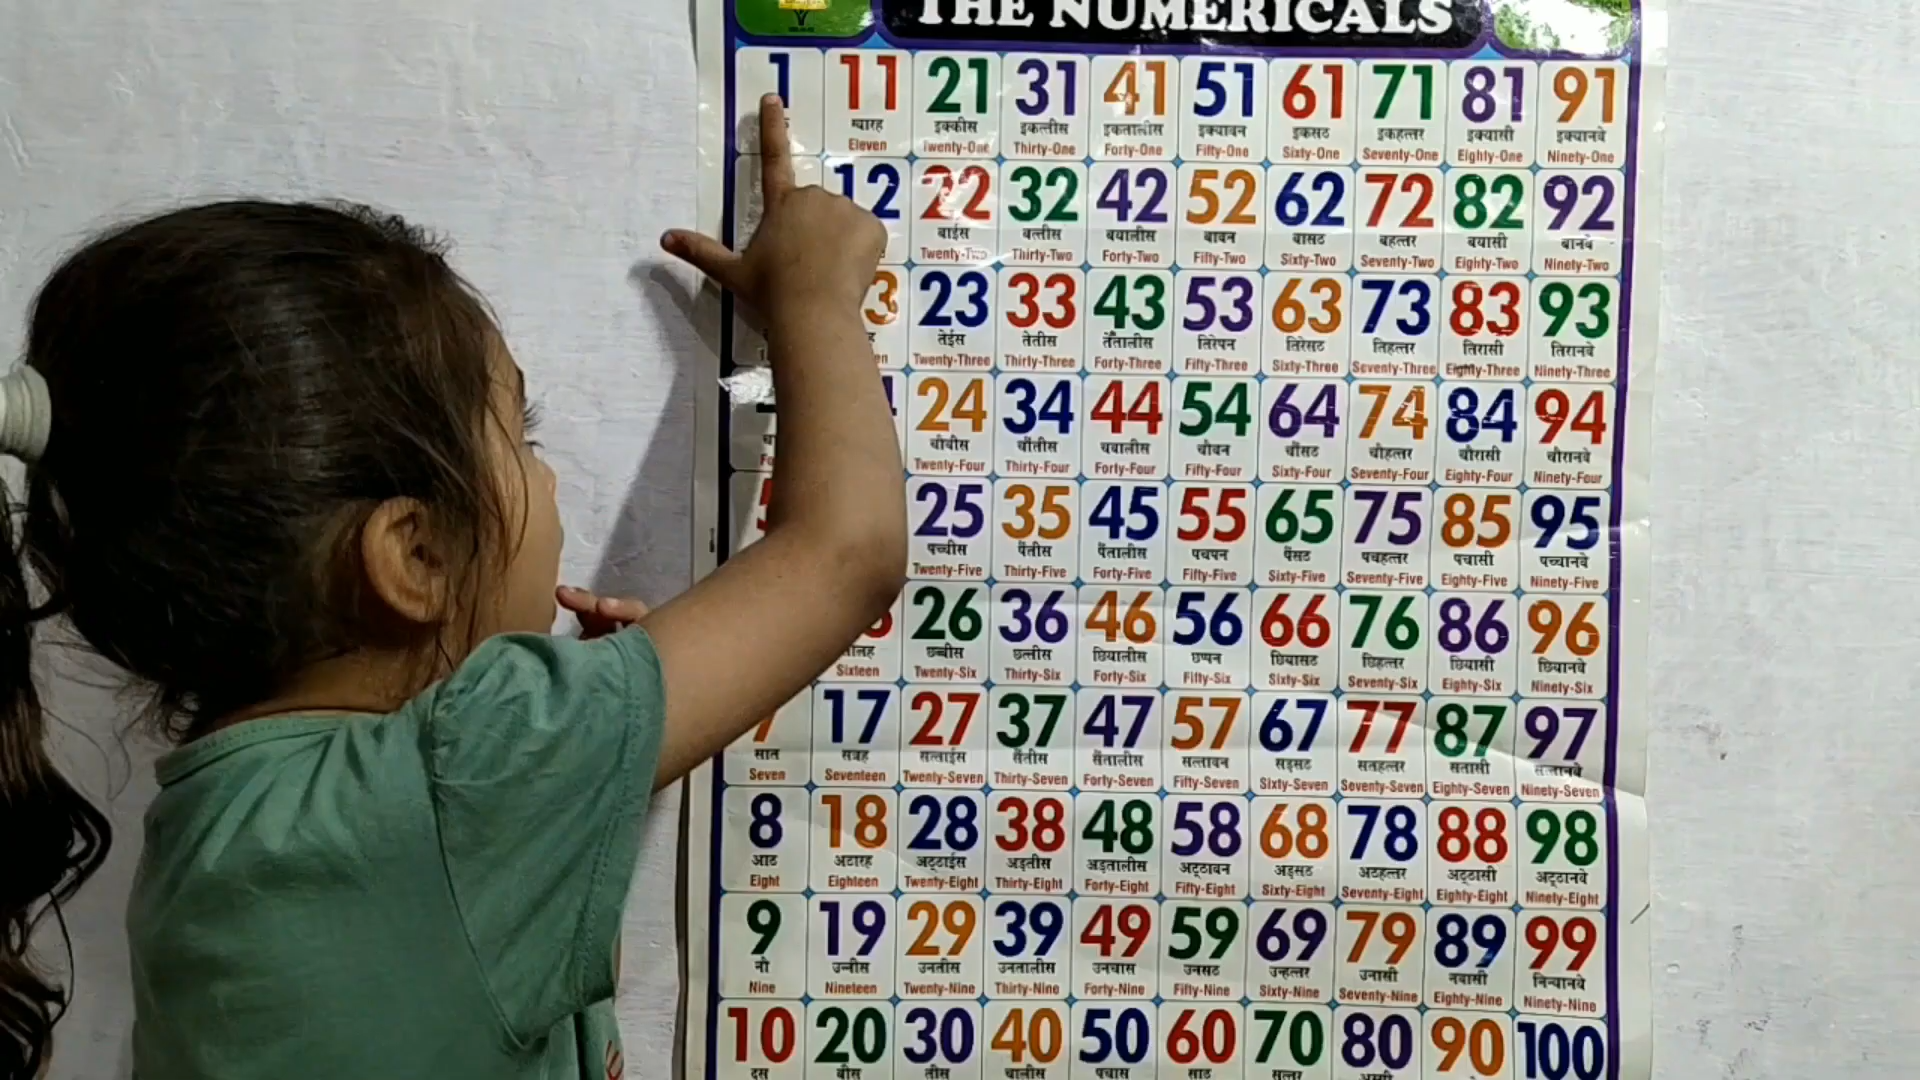 THE NUMERICALS
1 11 21 31 41 51 61 71 81 91
ग्यारह इक्कीस इकत्तीस इकतालीस इक्यावन इकसठ इकहत्तर इक्यासी इक्यानवे
Eleven Twenty-One Thirty-One Forty-One Fifty-One Sixty-One Seventy-One Eighty-One Ninety-One
12 22 32 42 52 62 72 82 92
बाईस बत्तीस बयालीस बावन बासठ बहत्तर बयासी बानवे
Twenty-Two Thirty-Two Forty-Two Fifty-Two Sixty-Two Seventy-Two Eighty-Two Ninety-Two
23 33 43 53 63 73 83 93
तेईस तेतीस तैंतालीस तिरेपन तिरेसठ तिहत्तर तिरासी तिरानवे
Twenty-Three Thirty-Three Forty-Three Fifty-Three Sixty-Three Seventy-Three Eighty-Three Ninety-Three
24 34 44 54 64 74 84 94
चौबीस चौंतीस चवालीस चौवन चौंसठ चौहत्तर चौरासी चौरानवे
Twenty-Four Thirty-Four Forty-Four Fifty-Four Sixty-Four Seventy-Four Eighty-Four Ninety-Four
25 35 45 55 65 75 85 95
पच्चीस पैंतीस पैंतालीस पचपन पैंसठ पचहत्तर पचासी पच्चानवे
Twenty-Five Thirty-Five Forty-Five Fifty-Five Sixty-Five Seventy-Five Eighty-Five Ninety-Five
26 36 46 56 66 76 86 96
छब्बीस छत्तीस छियालीस छप्पन छियासठ छिहत्तर छियासी छियानवे
Sixteen Twenty-Six Thirty-Six Forty-Six Fifty-Six Sixty-Six Seventy-Six Eighty-Six Ninety-Six
7 17 27 37 47 57 67 77 87 97
सात सत्रह सत्ताईस सैंतीस सैंतालीस सत्तावन सड़सठ सतहत्तर सतासी सत्तानवे
Seven Seventeen Twenty-Seven Thirty-Seven Forty-Seven Fifty-Seven Sixty-Seven Seventy-Seven Eighty-Seven Ninety-Seven
8 18 28 38 48 58 68 78 88 98
आठ अठारह अट्ठाईस अड़तीस अड़तालीस अट्ठावन अड़सठ अठहत्तर अट्ठासी अट्ठानवे
Eight Eighteen Twenty-Eight Thirty-Eight Forty-Eight Fifty-Eight Sixty-Eight Seventy-Eight Eighty-Eight Ninety-Eight
9 19 29 39 49 59 69 79 89 99
नौ उन्नीस उनतीस उनतालीस उनचास उनसठ उन्हत्तर उनासी नवासी निन्यानवे
Nine Nineteen Twenty-Nine Thirty-Nine Forty-Nine Fifty-Nine Sixty-Nine Seventy-Nine Eighty-Nine Ninety-Nine
10 20 30 40 50 60 70 80 90 100
दस बीस तीस चालीस पचास साठ सत्तर